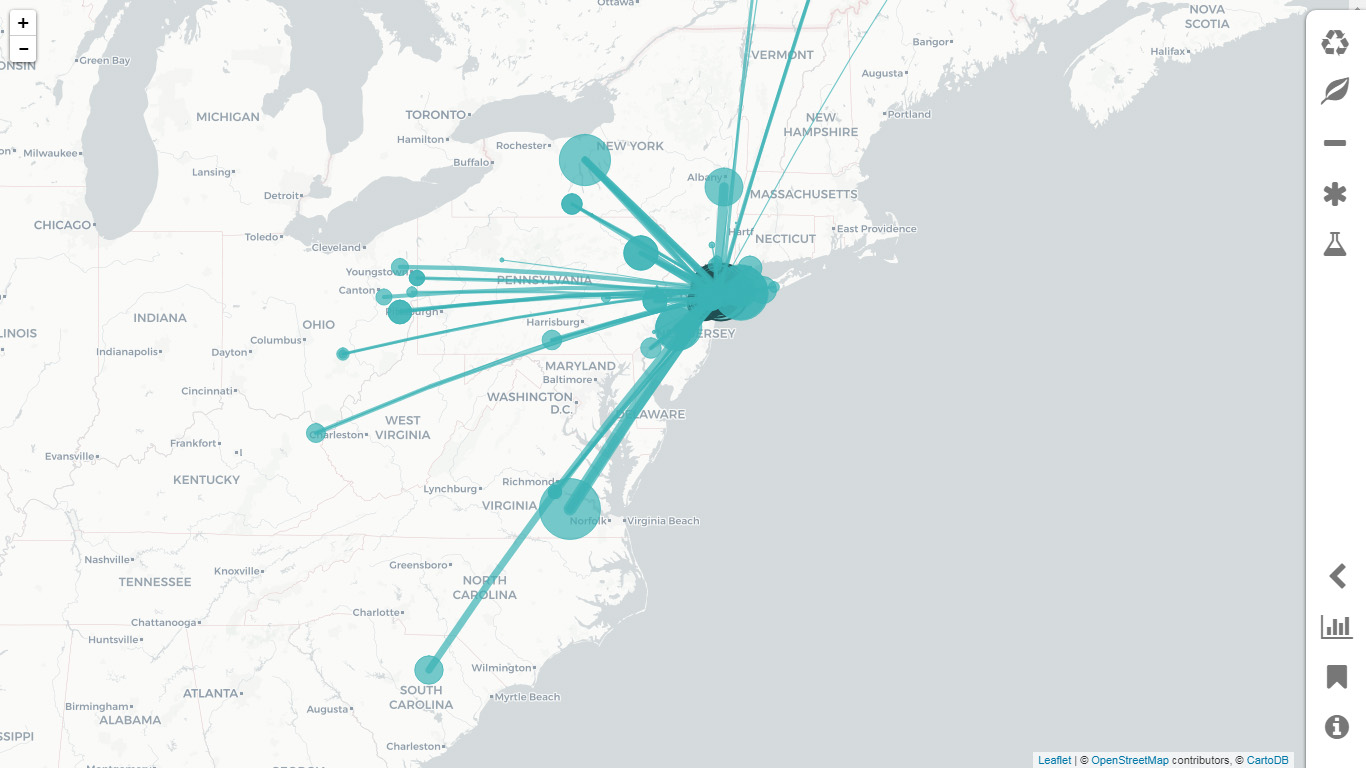 Ottawa
NOVA
SCOTIA
+
−
Green Bay
VERMONT
Bangor
Halifax
Augusta
MICHIGAN
TORONTO
NEW
HAMPSHIRE
Portland
Hamilton
Rochester
NEW YORK
Milwaukee
Buffalo
Lansing
Albany
Detroit
MASSACHUSETTS
CHICAGO
Toledo
Hartf
NECTICUT
East Providence
Cleveland
Youngstown
PENNSYLVANIA
Canton
INDIANA
OHIO
Harrisburg
ERSEY
LINOIS
Columbus
Indianapolis
Dayton
MARYLAND
Baltimore
Cincinnati
WASHINGTON
D.C.
DELAWARE
WEST
VIRGINIA
Charleston
Frankfort
Evansville
KENTUCKY
Lynchburg
Richmond
VIRGINIA
Norfolk
Virginia Beach
Nashville
Knoxville
Greensboro
TENNESSEE
NORTH
CAROLINA
Charlotte
Chattanooga
Huntsville
Wilmington
ATLANTA
SOUTH
CAROLINA
Myrtle Beach
Birmingham
ALABAMA
Augusta
SSIPPI
Charleston
Leaflet | © OpenStreetMap contributors, © CartoDB